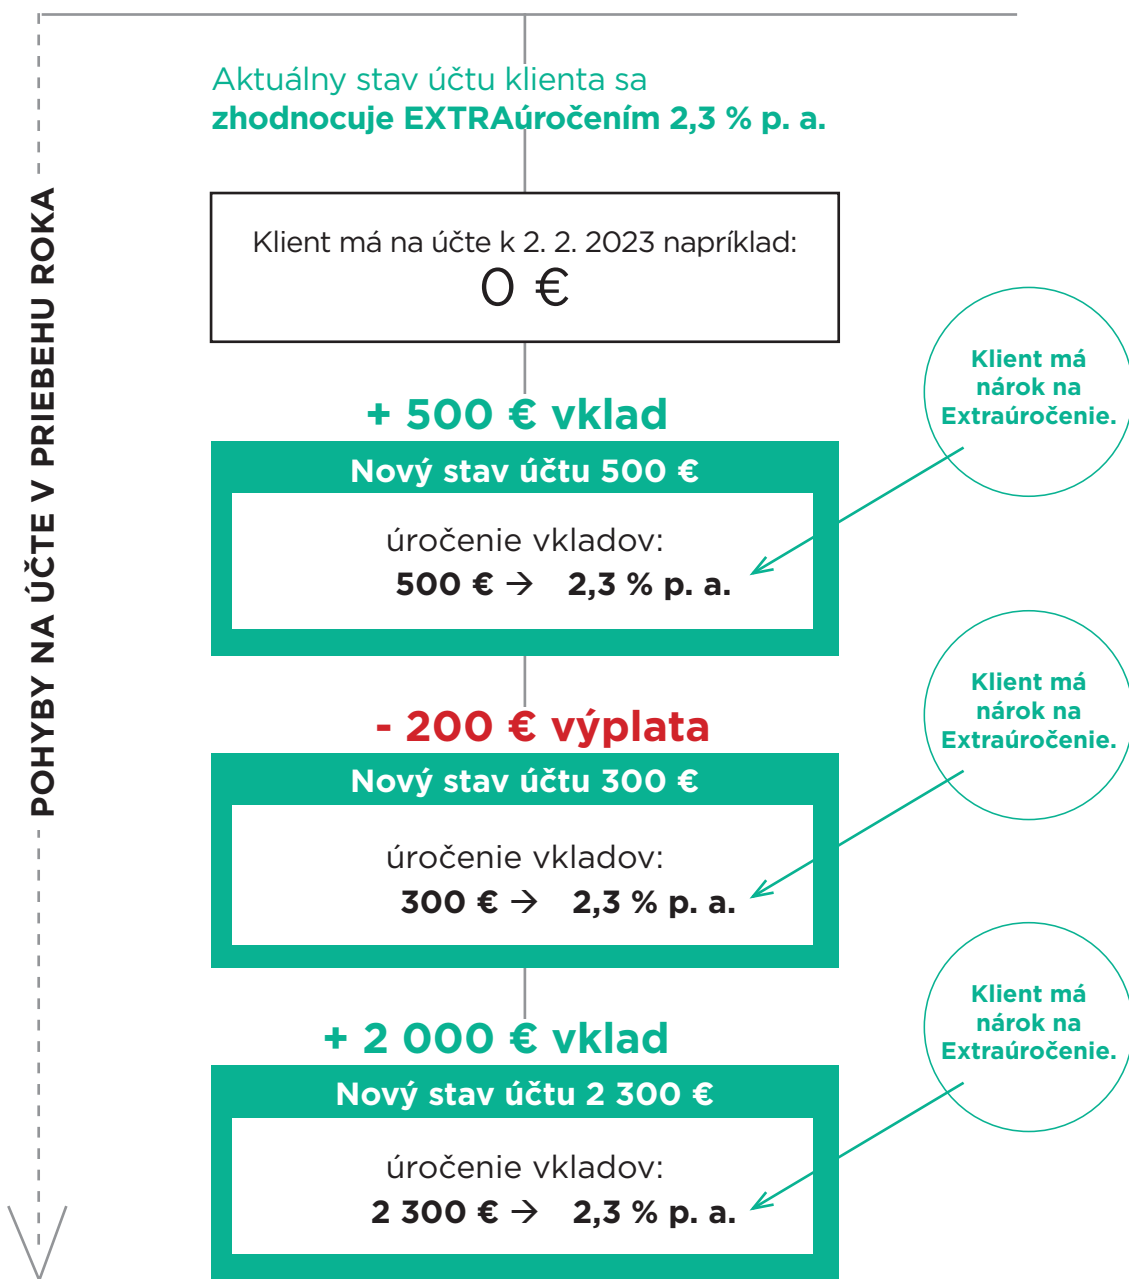 Aktuálny stav účtu klienta sa
zhodnocuje EXTRAúročením 2,3 % p. a.
POHYBY NA ÚČTE V PRIEBEHU ROKA
Klient má na účte k 2. 2. 2023 napríklad:
0 €
+ 500 € vklad
Nový stav účtu 500 €
úročenie vkladov:
500 € → 2,3 % p. a.
Klient má
nárok na
Extraúročenie.
- 200 € výplata
Nový stav účtu 300 €
úročenie vkladov:
300 € → 2,3 % p. a.
Klient má
nárok na
Extraúročenie.
+ 2 000 € vklad
Nový stav účtu 2 300 €
úročenie vkladov:
2 300 € → 2,3 % p. a.
Klient má
nárok na
Extraúročenie.